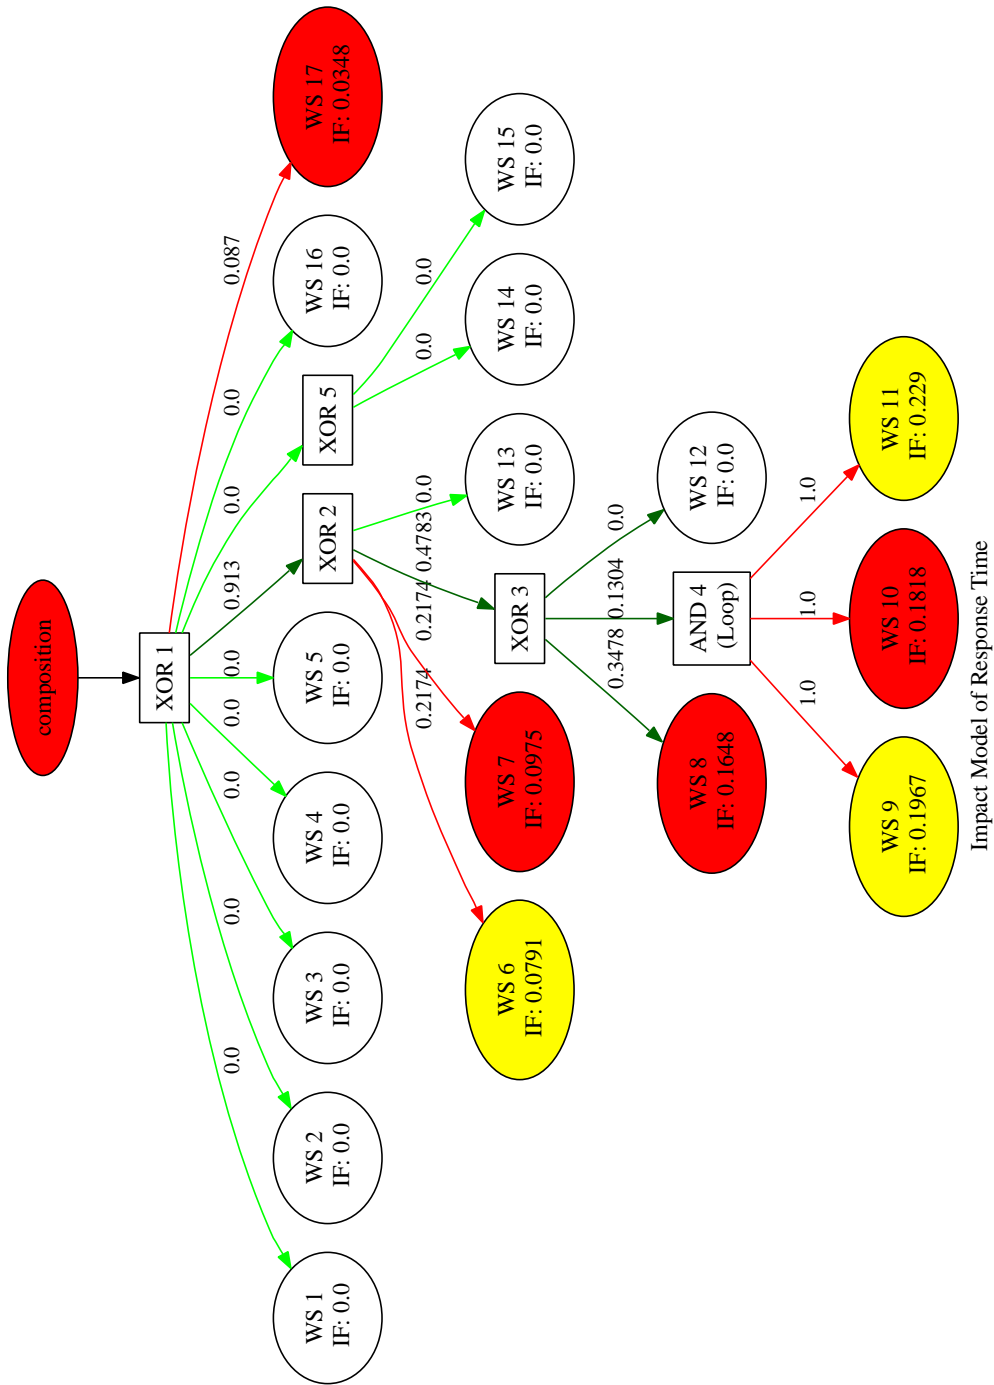 composition
XOR 1
0.0
0.0
0.0
0.0
0.0
0.913
0.0
0.0
0.087
WS 1
IF: 0.0
WS 2
IF: 0.0
WS 3
IF: 0.0
WS 4
IF: 0.0
WS 5
IF: 0.0
XOR 2
XOR 5
WS 16
IF: 0.0
WS 17
IF: 0.0348
0.2174
0.2174
0.4783
0.0
0.0
0.0
WS 6
IF: 0.0791
WS 7
IF: 0.0975
XOR 3
WS 13
IF: 0.0
WS 14
IF: 0.0
WS 15
IF: 0.0
0.3478
0.1304
0.0
WS 8
IF: 0.1648
AND 4
(Loop)
WS 12
IF: 0.0
1.0
1.0
1.0
WS 9
IF: 0.1967
WS 10
IF: 0.1818
WS 11
IF: 0.229
Impact Model of Response Time